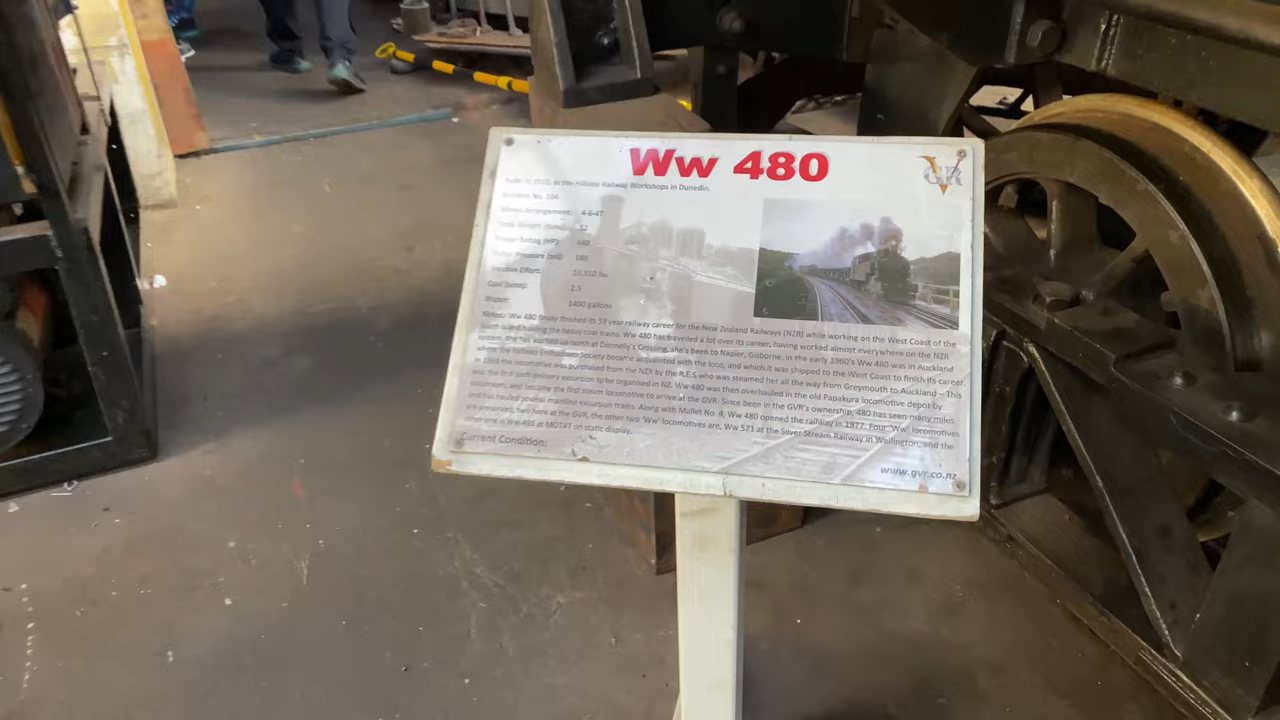 Ww 480
GVR
Built: in 1910, at the Hillside Railway Workshops in Dunedin.
No. 104
Wheel Arrangement: 4-6-4T
52
Power Rating (HP): 480
Pressure (psi): 180
Tractive Effort: 15,910 lbs
Coal (tons): 2.5
Water: 1400 gallons
Notes: Ww 480 finally finished its 59 year railway career for the New Zealand Railways (NZR) while working on the West Coast of the
South Island hauling the heavy coal trains. Ww 480 has travelled a lot over its career, having worked almost everywhere on the NZR
system. She has worked up north at Donnelly's Crossing, she's been to Napier, Gisborne, in the early 1960's Ww 480 was in Auckland
where the Railway Enthusiasts Society became acquainted with the loco, and which it was shipped to the West Coast to finish its career.
In 1969 the locomotive was purchased from the NZR by the R.E.S who was steamed her all the way from Greymouth to Auckland – This
was the first such delivery excursion to be organised in NZ. Ww 480 was then overhauled in the old Papakura locomotive depot by
volunteers, and become the first steam locomotive to arrive at the GVR. Since been in the GVR's ownership, 480 has seen many miles
and has hauled several mainline excursion trains. Along with Mallet No. 4, Ww 480 opened the railway in 1977. Four 'Ww' locomotives
are preserved, two here at the GVR, the other two 'Ww' locomotives are, Ww 571 at the Silver Stream Railway in Wellington, and the
other one is Ww 491 at MOTAT on static display.
Current Condition:
www.gvr.co.nz